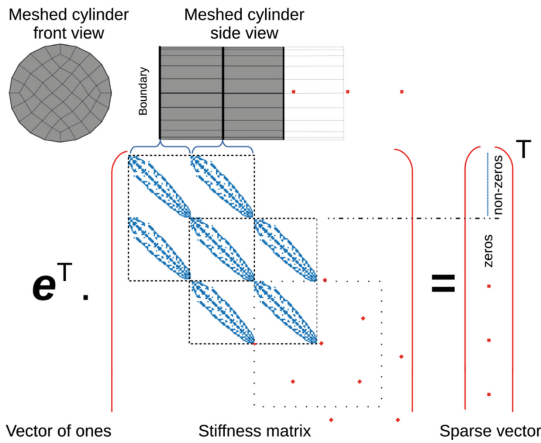 Meshed cylinder
front view
Meshed cylinder
side view
Boundary
T
non-zeros
zeros
e^T .
=
Vector of ones
Stiffness matrix
Sparse vector